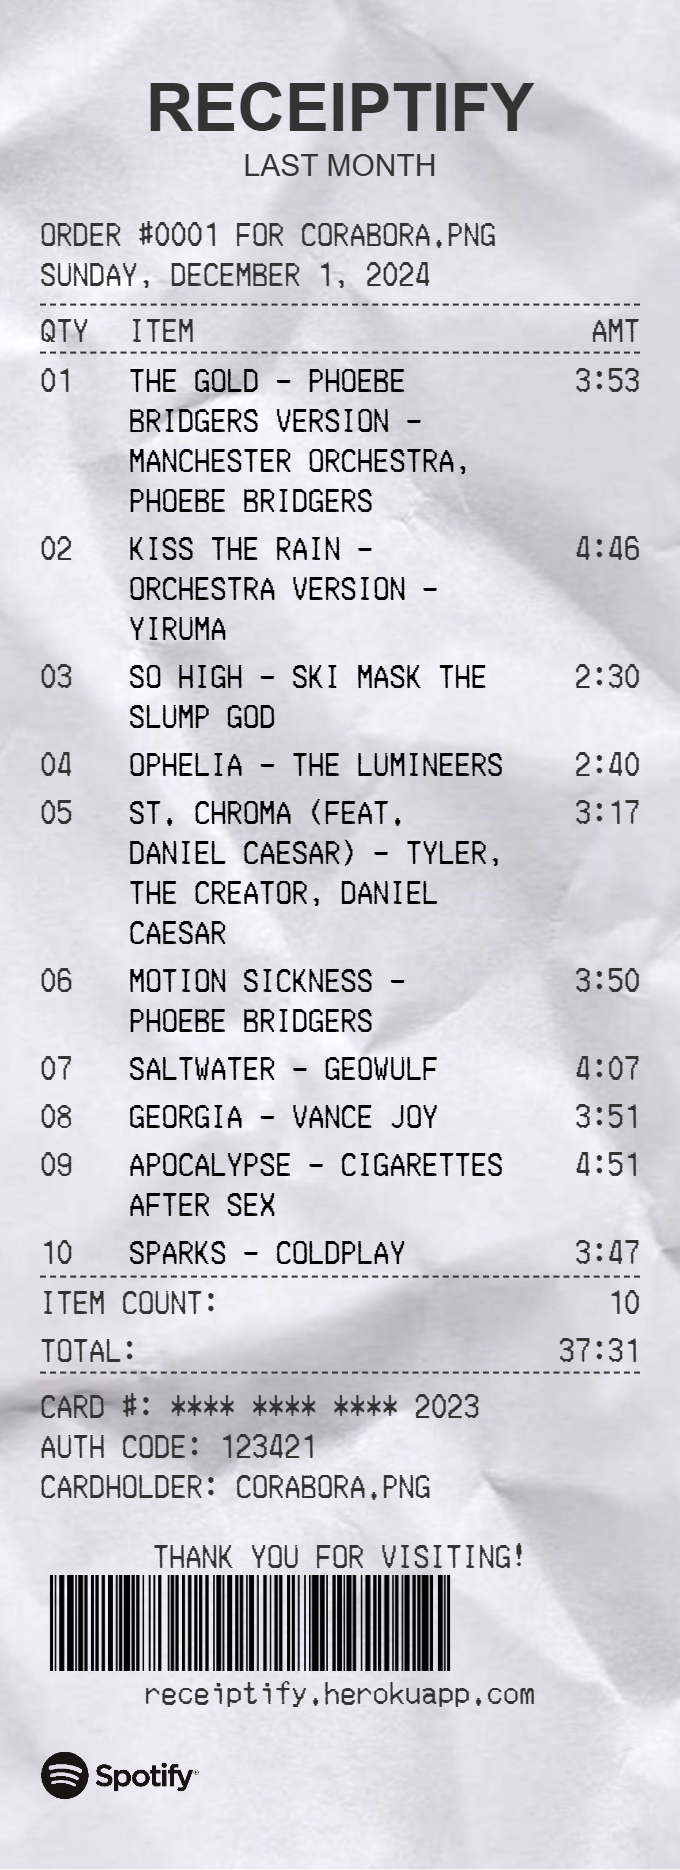 RECEIPTIFY
LAST MONTH
ORDER #0001 FOR CORABORA.PNG
SUNDAY, DECEMBER 1, 2024
QTY ITEM AMT
01 THE GOLD - PHOEBE 3:53
BRIDGERS VERSION -
MANCHESTER ORCHESTRA,
PHOEBE BRIDGERS
02 KISS THE RAIN - 4:46
ORCHESTRA VERSION -
YIRUMA
03 SO HIGH - SKI MASK THE 2:30
SLUMP GOD
04 OPHELIA - THE LUMINEERS 2:40
05 ST. CHROMA (FEAT. 3:17
DANIEL CAESAR) - TYLER,
THE CREATOR, DANIEL
CAESAR
06 MOTION SICKNESS - 3:50
PHOEBE BRIDGERS
07 SALTWATER - GEOWULF 4:07
08 GEORGIA - VANCE JOY 3:51
09 APOCALYPSE - CIGARETTES 4:51
AFTER SEX
10 SPARKS - COLDPLAY 3:47
ITEM COUNT: 10
TOTAL: 37:31
CARD #: **** **** **** 2023
AUTH CODE: 123421
CARDHOLDER: CORABORA.PNG
THANK YOU FOR VISITING!
receiptify.herokuapp.com
Spotify